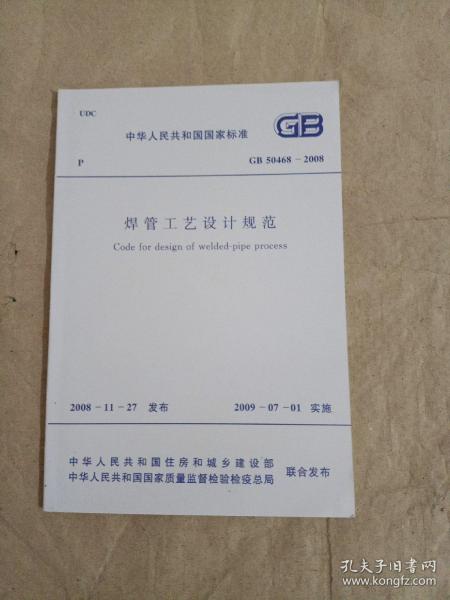 UDC
中华人民共和国国家标准
GB
P
GB 50468-2008
焊管工艺设计规范
Code for design of welded-pipe process
2008-11-27 发布
2009-07-01 实施
中华人民共和国住房和城乡建设部
中华人民共和国国家质量监督检验检疫总局
联合发布
孔夫子旧书网
www.kongfz.com